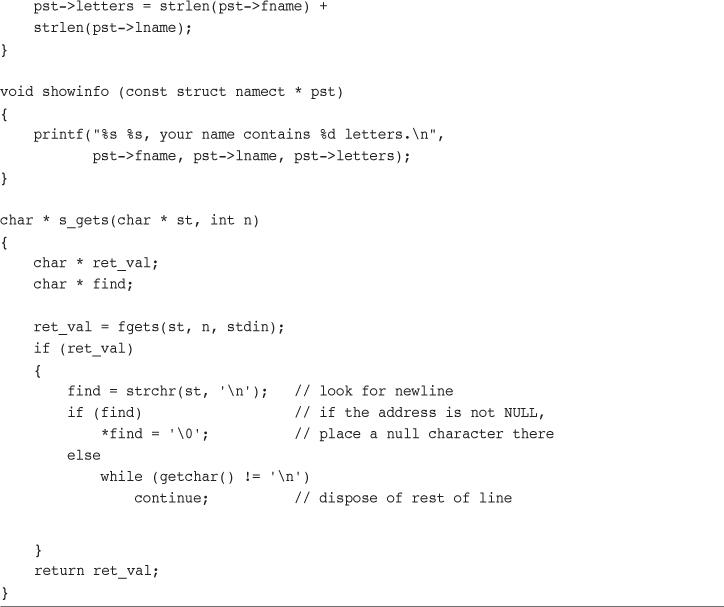 pst->letters = strlen(pst->fname) +
    strlen(pst->lname);
}

void showinfo (const struct namect * pst)
{
    printf("%s %s, your name contains %d letters.\n",
           pst->fname, pst->lname, pst->letters);
}

char * s_gets(char * st, int n)
{
    char * ret_val;
    char * find;

    ret_val = fgets(st, n, stdin);
    if (ret_val)
    {
        find = strchr(st, '\n');   // look for newline
        if (find)                  // if the address is not NULL,
            *find = '\0';          // place a null character there
        else
            while (getchar() != '\n')
                continue;          // dispose of rest of line

    }
    return ret_val;
}